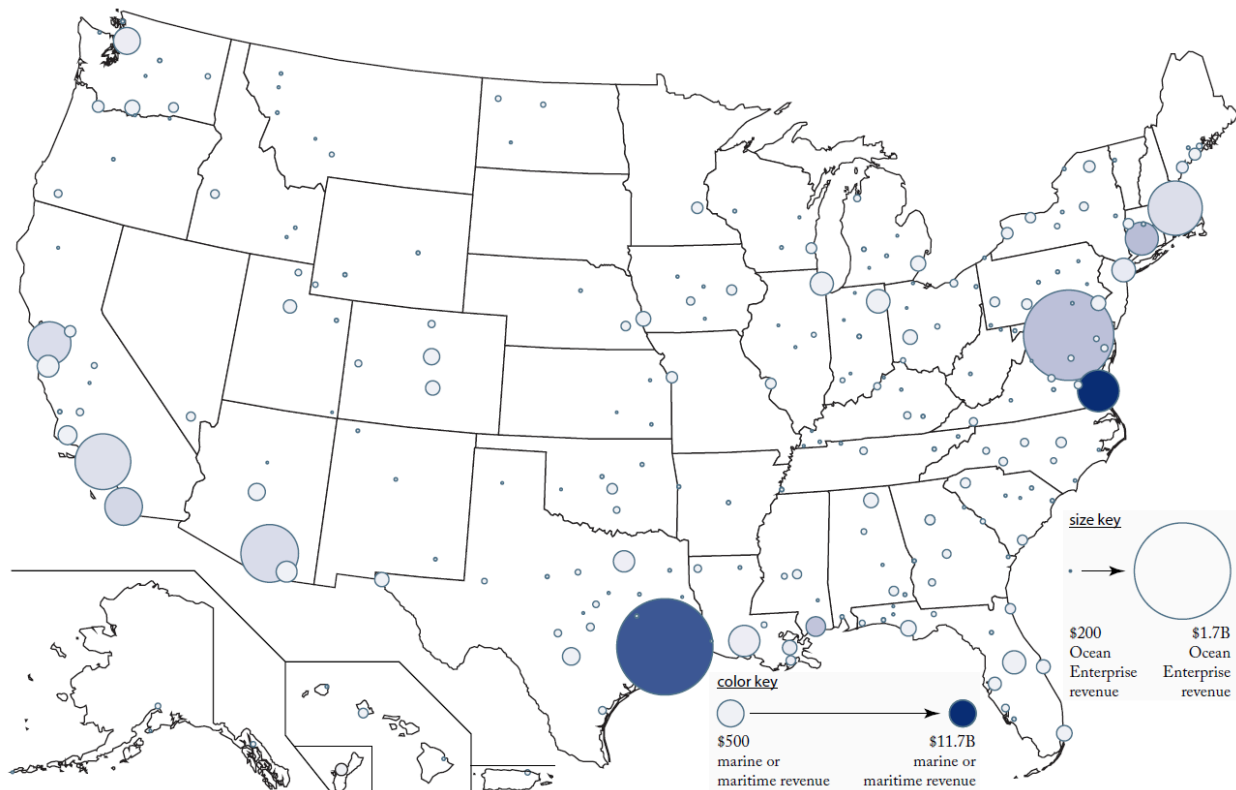 size key
$200
Ocean
Enterprise
revenue
$1.7B
Ocean
Enterprise
revenue
color key
$500
marine or
maritime revenue
$11.7B
marine or
maritime revenue